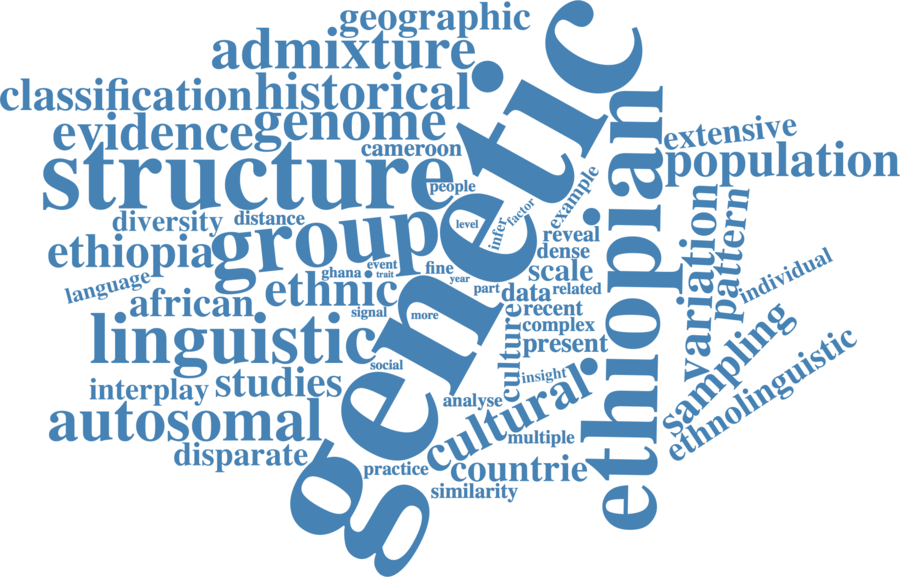 geographic
admixture
classification
historical
evidence
genome
cameroon
structure
people
genetic
ethiopian
extensive
population
diversity
distance
group
level
infer
factor
example
ethiopia
reveal
dense
variation
pattern
individual
language
ghana
event
trait
fine
year
scale
african
ethnic
part
data
related
signal
more
recent
complex
linguistic
culture
present
sampling
social
interplay
studies
insight
ethnolinguistic
analyse
autosomal
cultural
multiple
disparate
practice
countrie
similarity